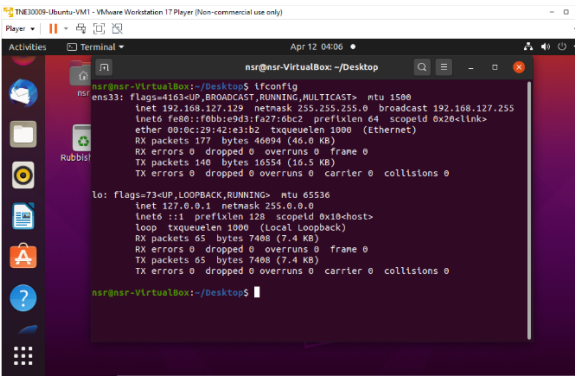 TNE30009-Ubuntu-VM1 - VMware Workstation 17 Player (Non-commercial use only)
Player
Activities
Terminal
Apr 12 04:06
nsr@nsr-VirtualBox: ~/Desktop
nsr
Rubbish
nsr@nsr-VirtualBox:~/Desktop$ ifconfig
ens33: flags=4163<UP,BROADCAST,RUNNING,MULTICAST>  mtu 1500
inet 192.168.127.129  netmask 255.255.255.0  broadcast 192.168.127.255
inet6 fe80::f0bb:e9d3:fa27:6bc2  prefixlen 64  scopeid 0x20<link>
ether 00:0c:29:42:e3:b2  txqueuelen 1000  (Ethernet)
RX packets 177  bytes 46094 (46.0 KB)
RX errors 0  dropped 0  overruns 0  frame 0
TX packets 140  bytes 16554 (16.5 KB)
TX errors 0  dropped 0 overruns 0  carrier 0  collisions 0
lo: flags=73<UP,LOOPBACK,RUNNING>  mtu 65536
inet 127.0.0.1  netmask 255.0.0.0
inet6 ::1  prefixlen 128  scopeid 0x10<host>
loop  txqueuelen 1000  (Local Loopback)
RX packets 65  bytes 7408 (7.4 KB)
RX errors 0  dropped 0  overruns 0  frame 0
TX packets 65  bytes 7408 (7.4 KB)
TX errors 0  dropped 0 overruns 0  carrier 0  collisions 0
nsr@nsr-VirtualBox:~/Desktop$